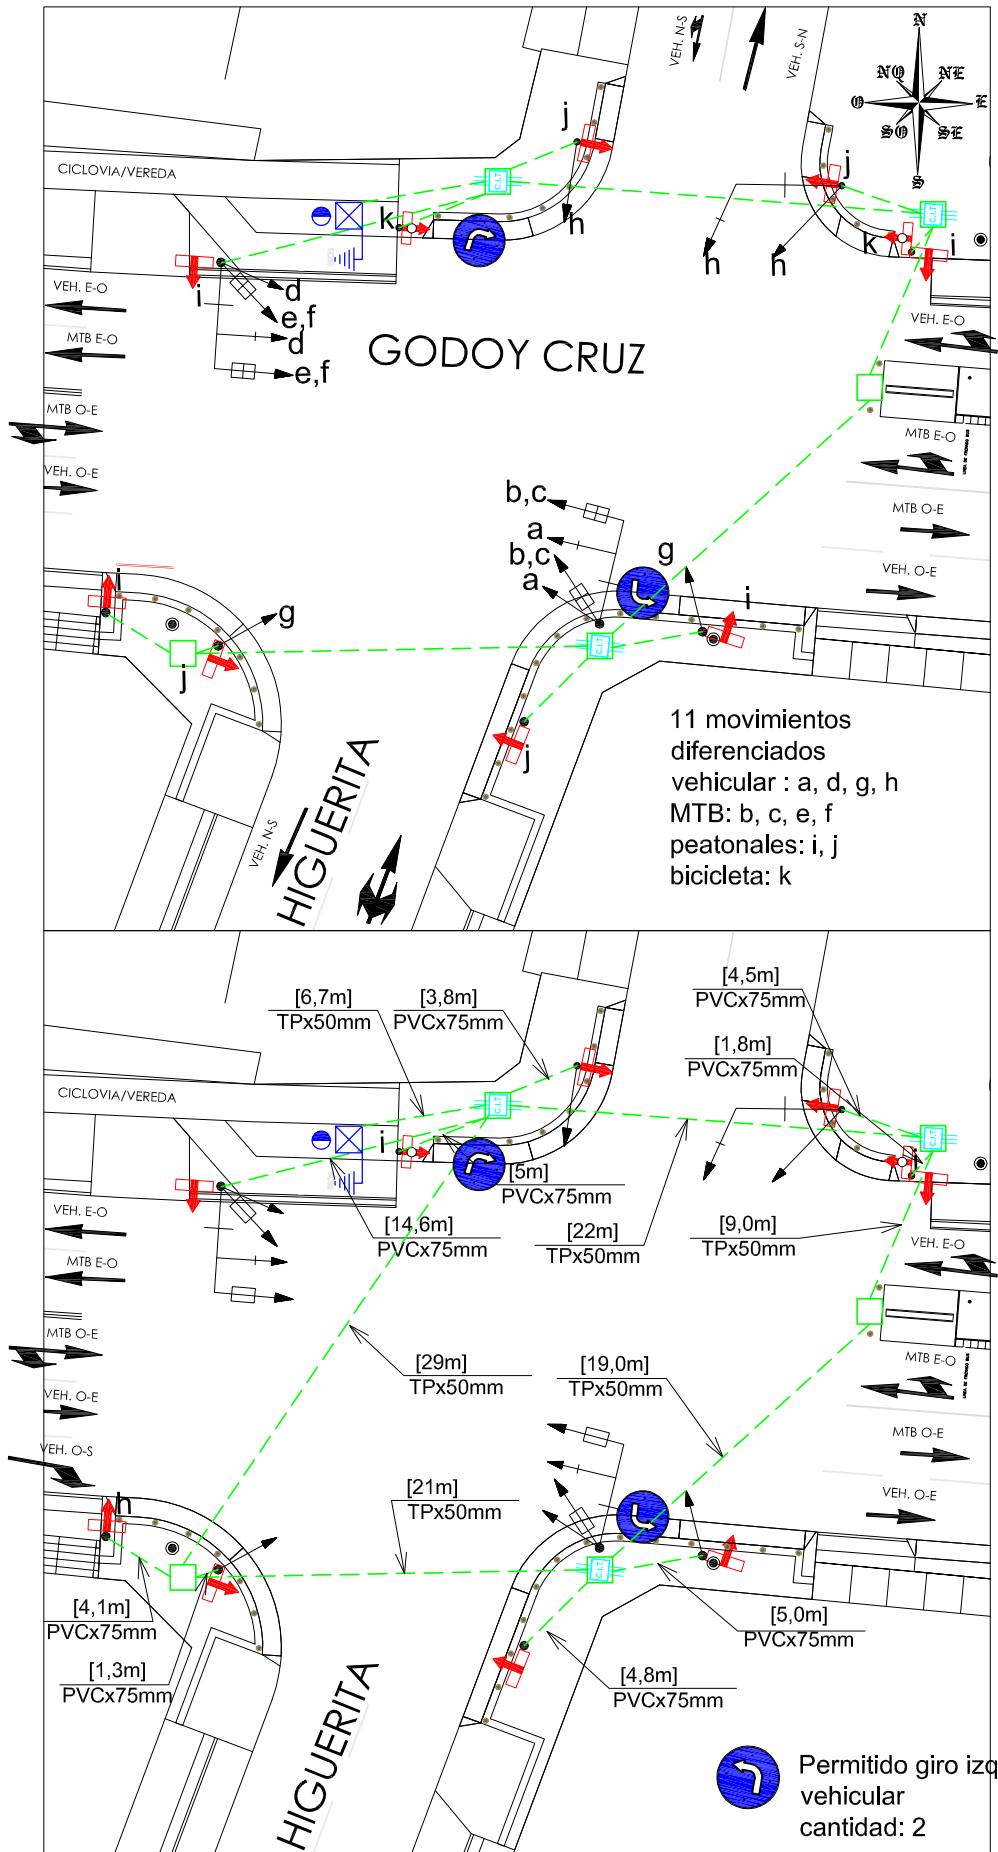 VEH. N-S
VEH. S-N
N
NO
NE
O
E
SO
SE
S
CICLOVIA/VEREDA
j
C.I.T
j
C.I.T
k
h
h
h
k
i
i
d
e,f
d
e,f
VEH. E-O
MTB E-O
GODOY CRUZ
VEH. E-O
MTB O-E
VEH. O-E
MTB E-O
MTB O-E
VEH. O-E
b,c
a
b,c
a
g
i
i
g
j
C.I.T
j
11 movimientos
diferenciados
vehicular : a, d, g, h
MTB: b, c, e, f
peatonales: i, j
bicicleta: k
VEH. N-S
HIGUERITA
[6,7m]
TPx50mm
[3,8m]
PVCx75mm
[4,5m]
PVCx75mm
[1,8m]
PVCx75mm
CICLOVIA/VEREDA
C.I.T
C.I.T
i
i
[5m]
PVCx75mm
[14,6m]
PVCx75mm
[22m]
TPx50mm
[9,0m]
TPx50mm
VEH. E-O
MTB E-O
VEH. E-O
MTB O-E
VEH. O-E
VEH. O-S
[29m]
TPx50mm
[19,0m]
TPx50mm
MTB E-O
MTB O-E
VEH. O-E
[21m]
TPx50mm
h
C.I.T
[4,1m]
PVCx75mm
[1,3m]
PVCx75mm
[5,0m]
PVCx75mm
[4,8m]
PVCx75mm
HIGUERITA
Permitido giro izq
vehicular
cantidad: 2